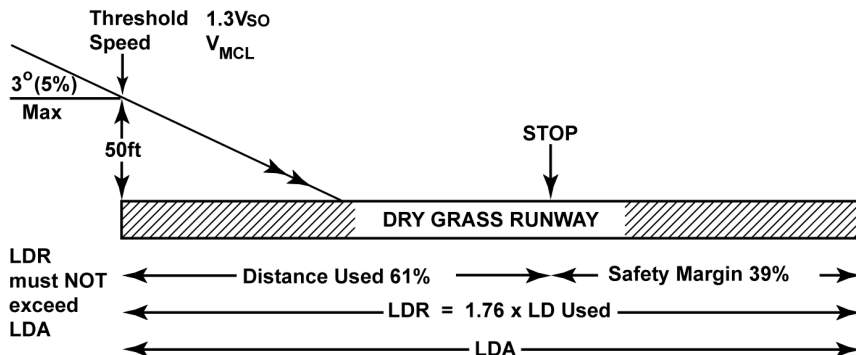 Threshold 1.3VSO
Speed VMCL
3°(5%)
Max
50ft
STOP
DRY GRASS RUNWAY
LDR
must NOT
exceed
LDA
Distance Used 61%
Safety Margin 39%
LDR = 1.76 x LD Used
LDA